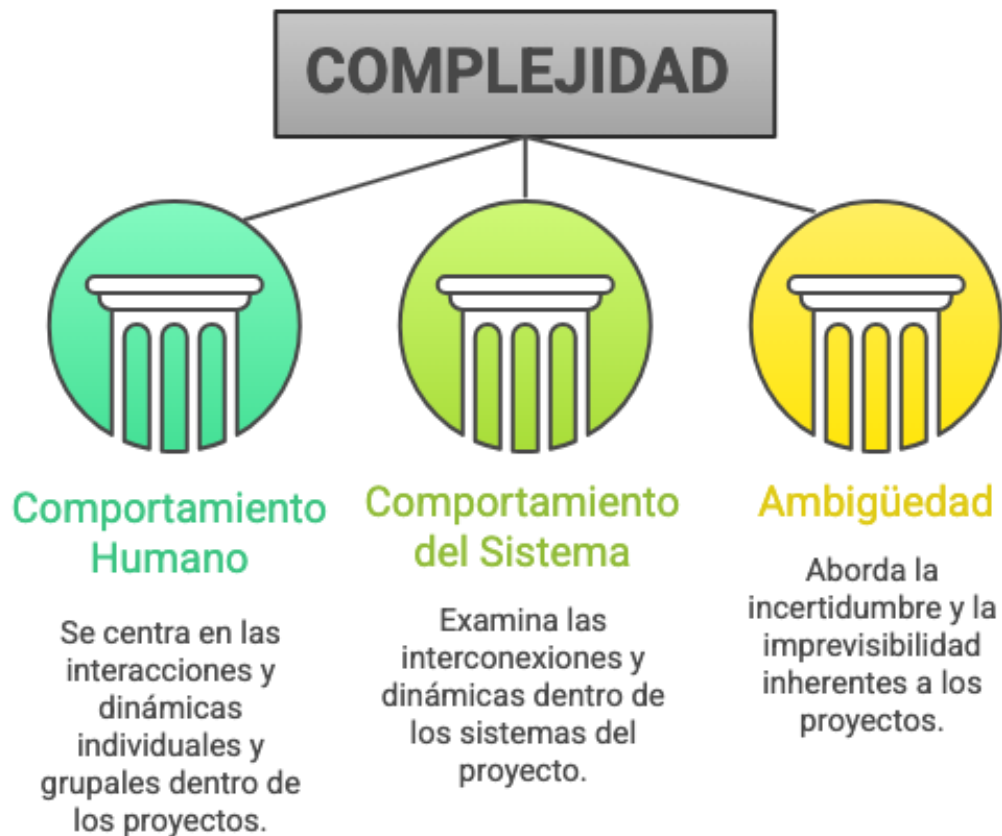 COMPLEJIDAD
Comportamiento
Humano
Se centra en las
interacciones y
dinámicas
individuales y
grupales dentro de
los proyectos.
Comportamiento
del Sistema
Examina las
interconexiones y
dinámicas dentro de
los sistemas del
proyecto.
Ambigüedad
Aborda la
incertidumbre y la
imprevisibilidad
inherentes a los
proyectos.